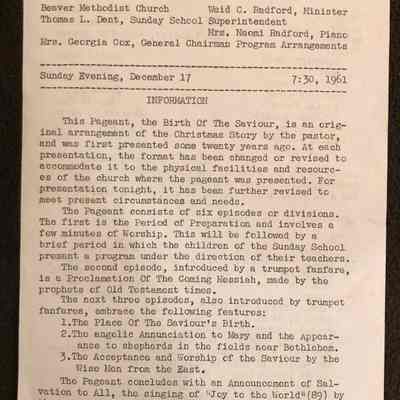 Beaver Methodist Church Waid C. Radford, Minister
Thomas L. Dent, Sunday School Superintendent
Mrs. Naomi Radford, Piano
Mrs. Georgia Cox, General Chairman Program Arrangements
Sunday Evening, December 17 7:30, 1961
INFORMATION
This Pageant, the Birth Of The Saviour, is an orig-
inal arrangement of the Christmas Story by the pastor,
and was first presented some twenty years ago. At each
presentation, the format has been changed or revised to
accommodate it to the physical facilities and resourc-
es of the church where the pageant was presented. For
presentation tonight, it has been further revised to
meet present circumstances and needs.
The Pageant consists of six episodes or divisions.
The first is the Period of Preparation and involves a
few minutes of Worship. This will be followed by a
brief period in which the children of the Sunday School
present a program under the direction of their teachers.
The second episode, introduced by a trumpet fanfare,
is a Proclamation Of The Coming Messiah, made by the
prophets of Old Testament times.
The next three episodes, also introduced by trumpet
fanfares, embrace the following features:
1.The Place Of The Saviour's Birth.
2.The angelic Annunciation to Mary and the Appear-
ance to shepherds in the fields near Bethlehem.
3.The Acceptance and Worship of the Saviour by the
Wise Men from the East.
The Pageant concludes with an Announcement of Sal-
vation to All, the singing of "Joy to the World"(89) by